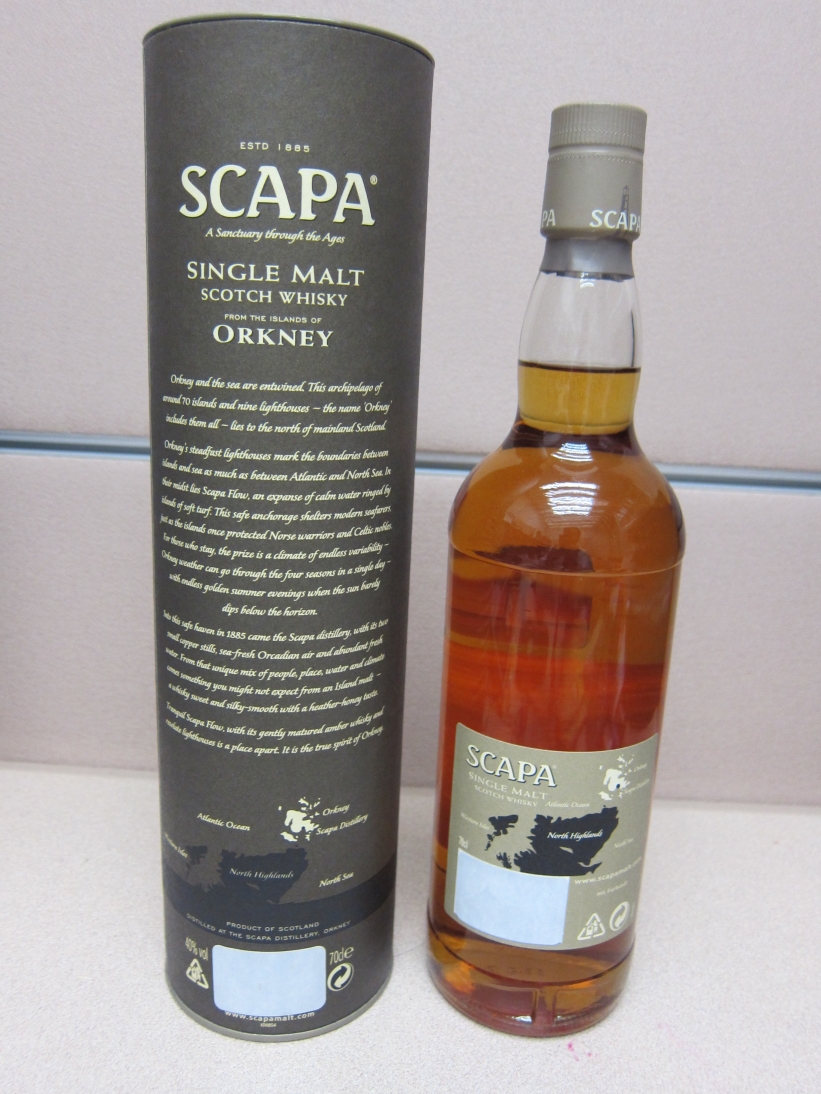 ESTD 1885
SCAPA®
A Sanctuary through the Ages
SINGLE MALT
SCOTCH WHISKY
FROM THE ISLANDS OF
ORKNEY
Orkney and the sea are entwined. This archipelago of
around 70 islands and nine lighthouses – the name 'Orkney'
includes them all – lies to the north of mainland Scotland.
Orkney's steadfast lighthouses mark the boundaries between
islands and sea as much as between Atlantic and North Sea. In
their midst lies Scapa Flow, an expanse of calm water ringed by
islands of soft turf. This safe anchorage shelters modern seafarers,
just as the islands once protected Norse warriors and Celtic nobles.
For those who stay, the prize is a climate of endless variability –
Orkney weather can go through the four seasons in a single day –
with endless golden summer evenings when the sun barely
dips below the horizon.
Into this safe haven in 1885 came the Scapa distillery, with its two
small copper stills, sea-fresh Orcadian air and abundant fresh
water. From that unique mix of people, place, water and climate
comes something you might not expect from an Island malt –
a whisky sweet and silky-smooth with a heather-honey taste.
Tranquil Scapa Flow, with its gently matured amber whisky and
lighthouses is a place apart. It is the true spirit of Orkney.
Atlantic Ocean
Orkney
Scapa Distillery
Western Isles
North Highlands
North Sea
PRODUCT OF SCOTLAND
DISTILLED AT THE SCAPA DISTILLERY, ORKNEY
40% vol
70cl e
www.scapamalt.com
PA SCAPA
SCAPA®
SINGLE MALT
SCOTCH WHISKY
Atlantic Ocean
Orkney
Scapa Distillery
Western Isles
North Highlands
North Sea
70cl
www.scapamalt.com